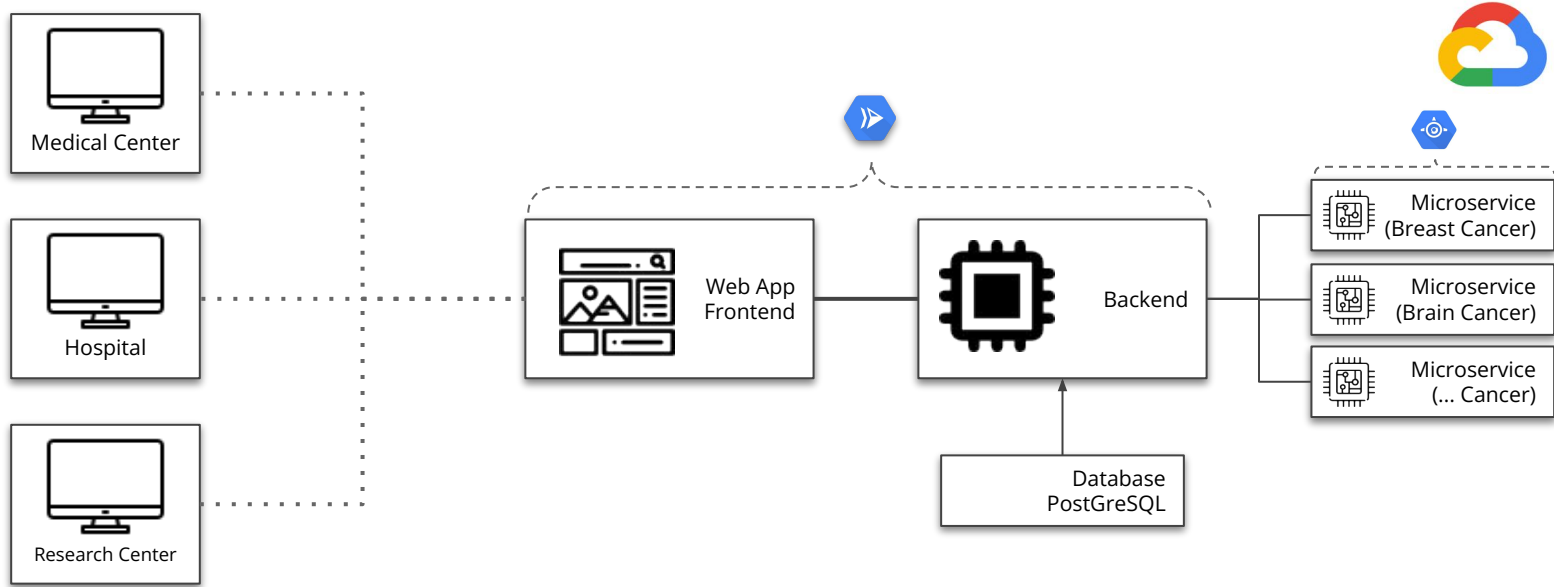 Medical Center
Hospital
Research Center
Web App
Frontend
Backend
Database
PostGreSQL
Microservice
(Breast Cancer)
Microservice
(Brain Cancer)
Microservice
(... Cancer)